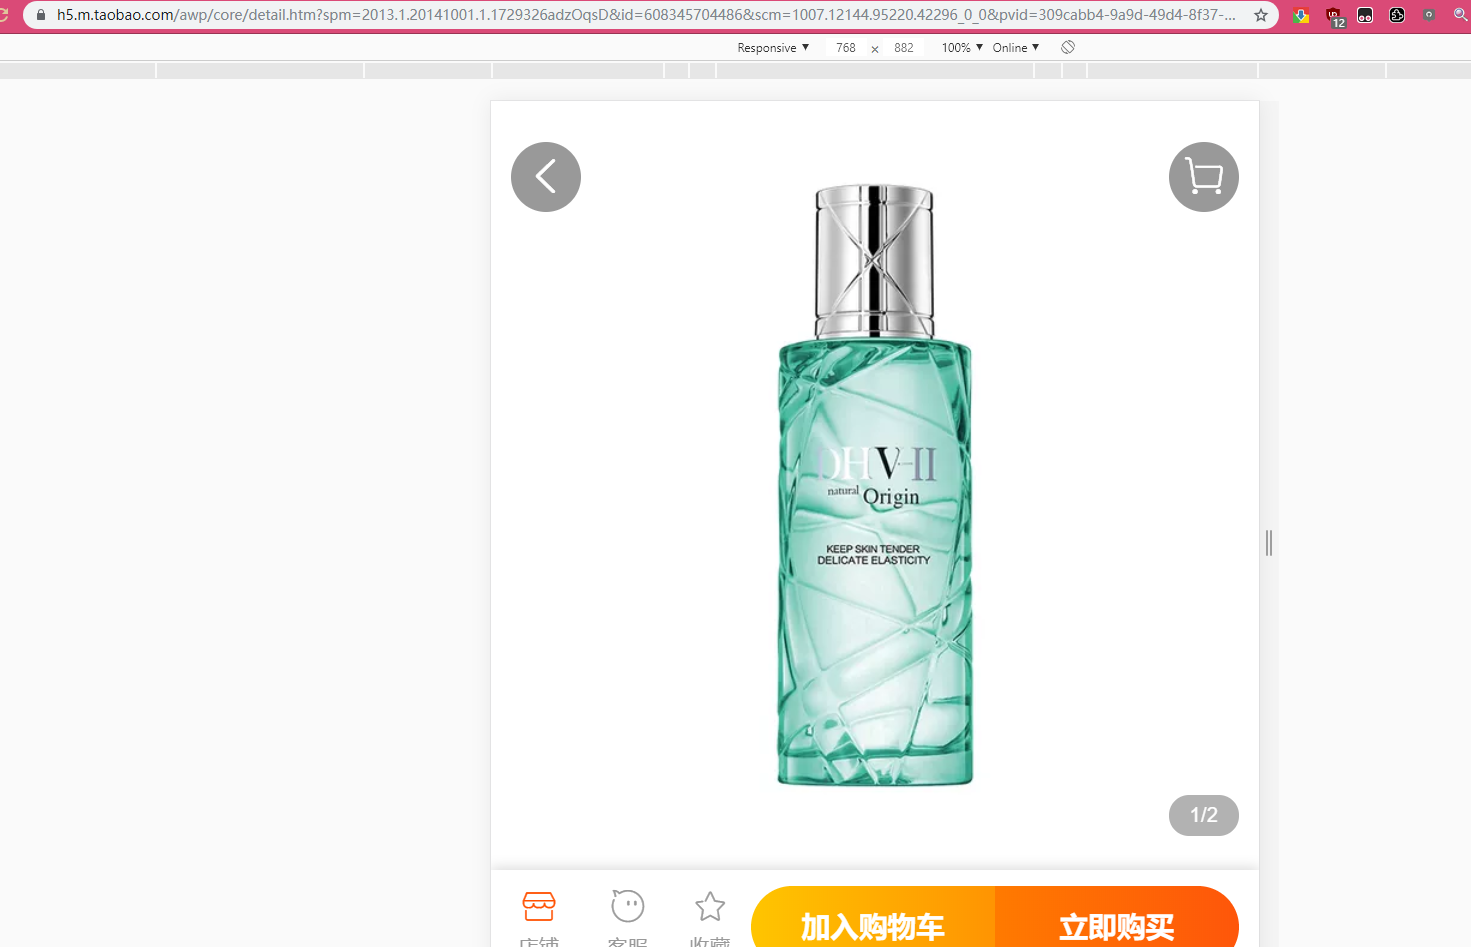 h5.m.taobao.com/awp/core/detail.htm?spm=2013.1.20141001.1.1729326adzOqsD&id=608345704486&scm=1007.12144.95220.42296_0_0&pvid=309cabb4-9a9d-49d4-8f37-...
12
Responsive ▼ 768 × 882 100% ▼ Online ▼
DHV-II
natural Origin
KEEP SKIN TENDER
DELICATE ELASTICITY
1/2
店铺 客服 收藏 加入购物车 立即购买